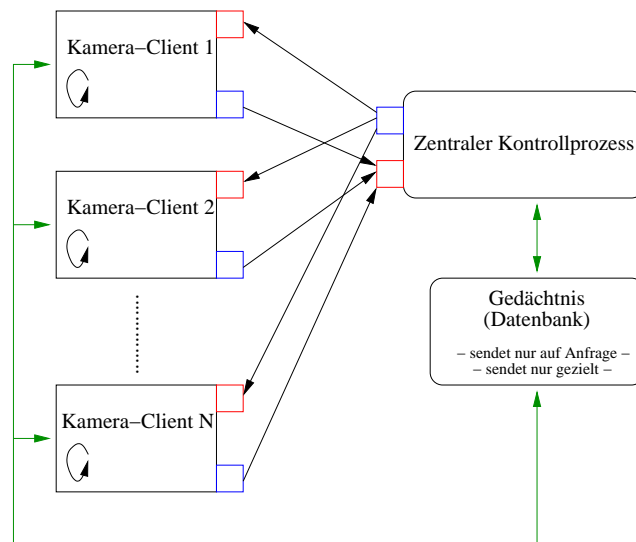 Kamera–Client 1
Zentraler Kontrollprozess
Kamera–Client 2
Gedächtnis
(Datenbank)
– sendet nur auf Anfrage –
– sendet nur gezielt –
Kamera–Client N